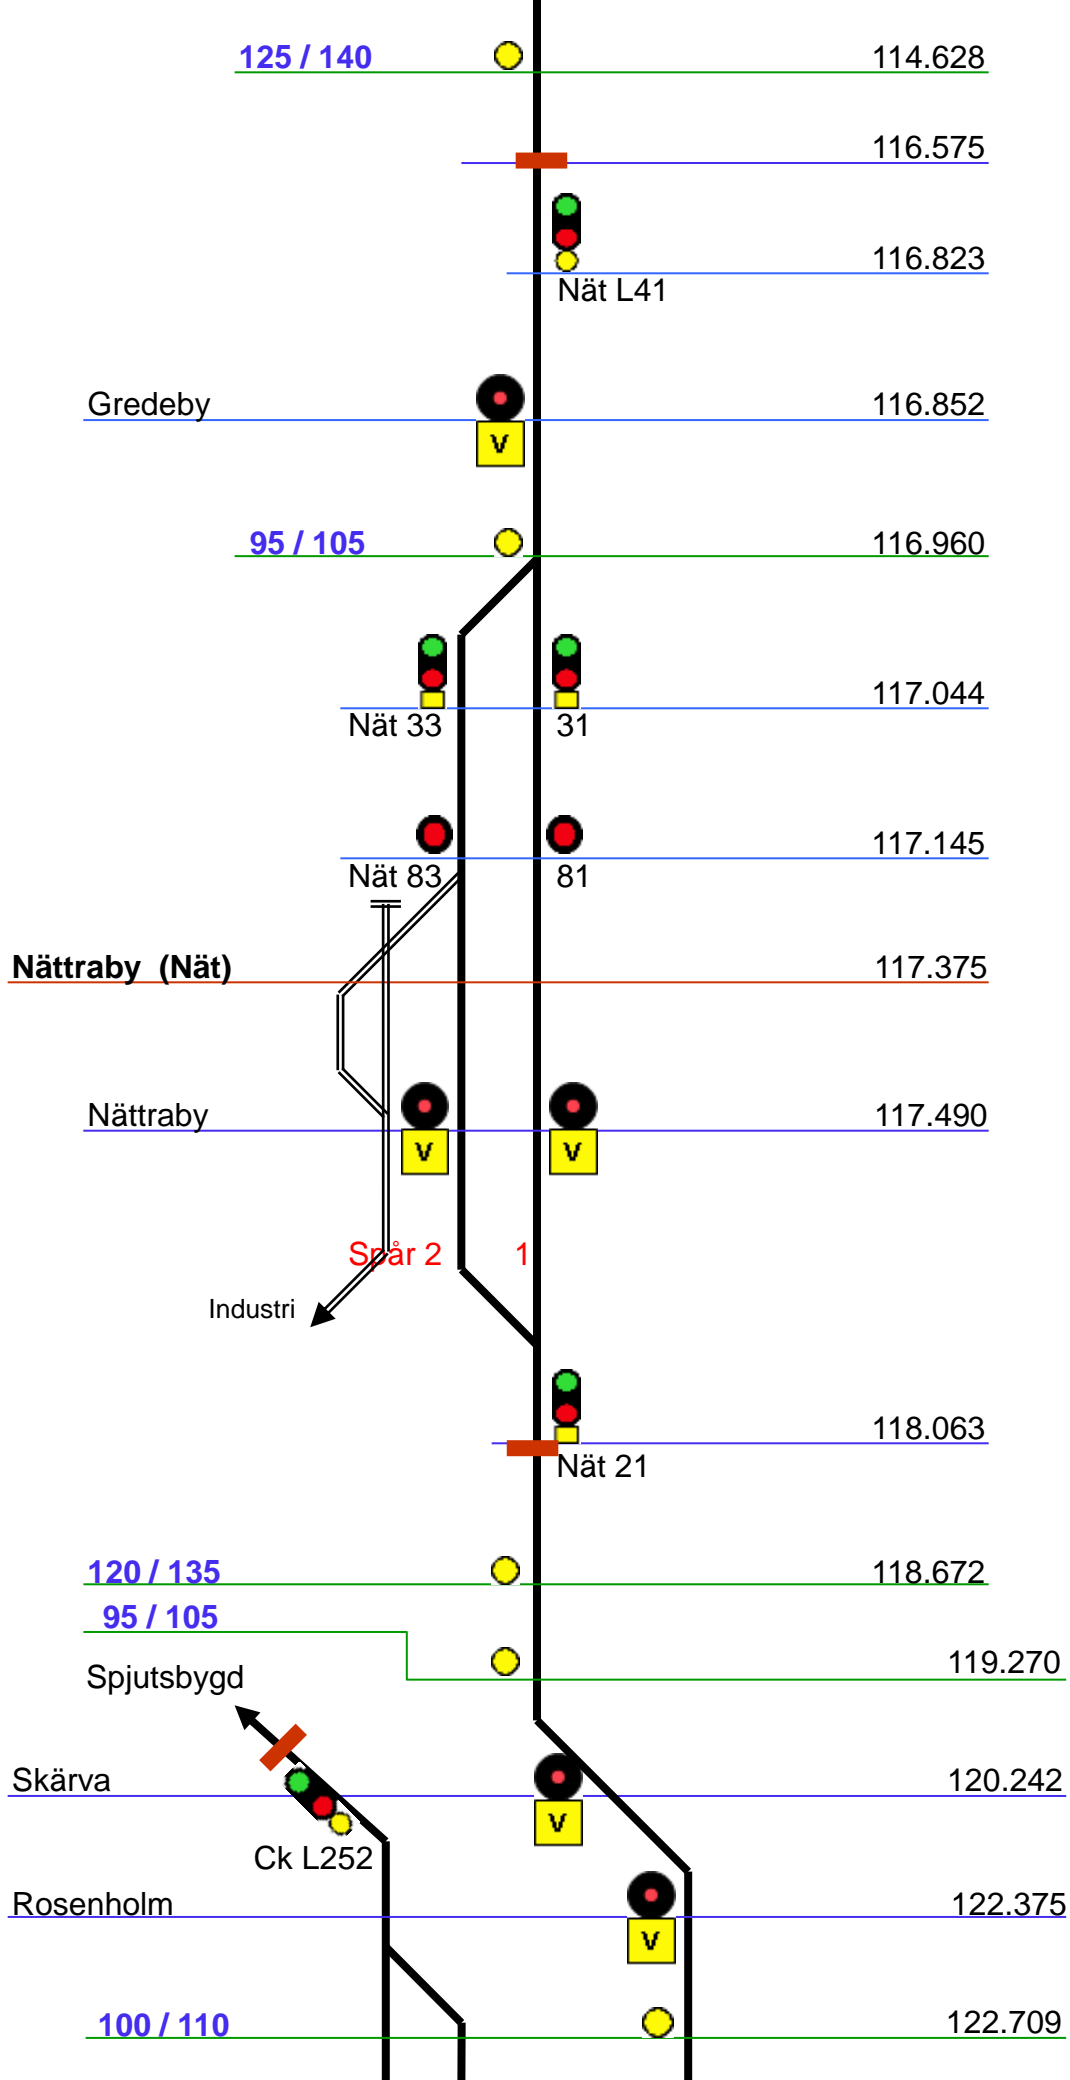 125 / 140 114.628
116.575
116.823
Nät L41
Gredeby 116.852
V
95 / 105 116.960
117.044
Nät 33 31
117.145
Nät 83 81
Nättraby (Nät) 117.375
Nättraby 117.490
V V
Spår 2 1
Industri
118.063
Nät 21
120 / 135 118.672
95 / 105
119.270
Spjutsbygd
Skärva 120.242
V
Ck L252
Rosenholm 122.375
V
100 / 110 122.709